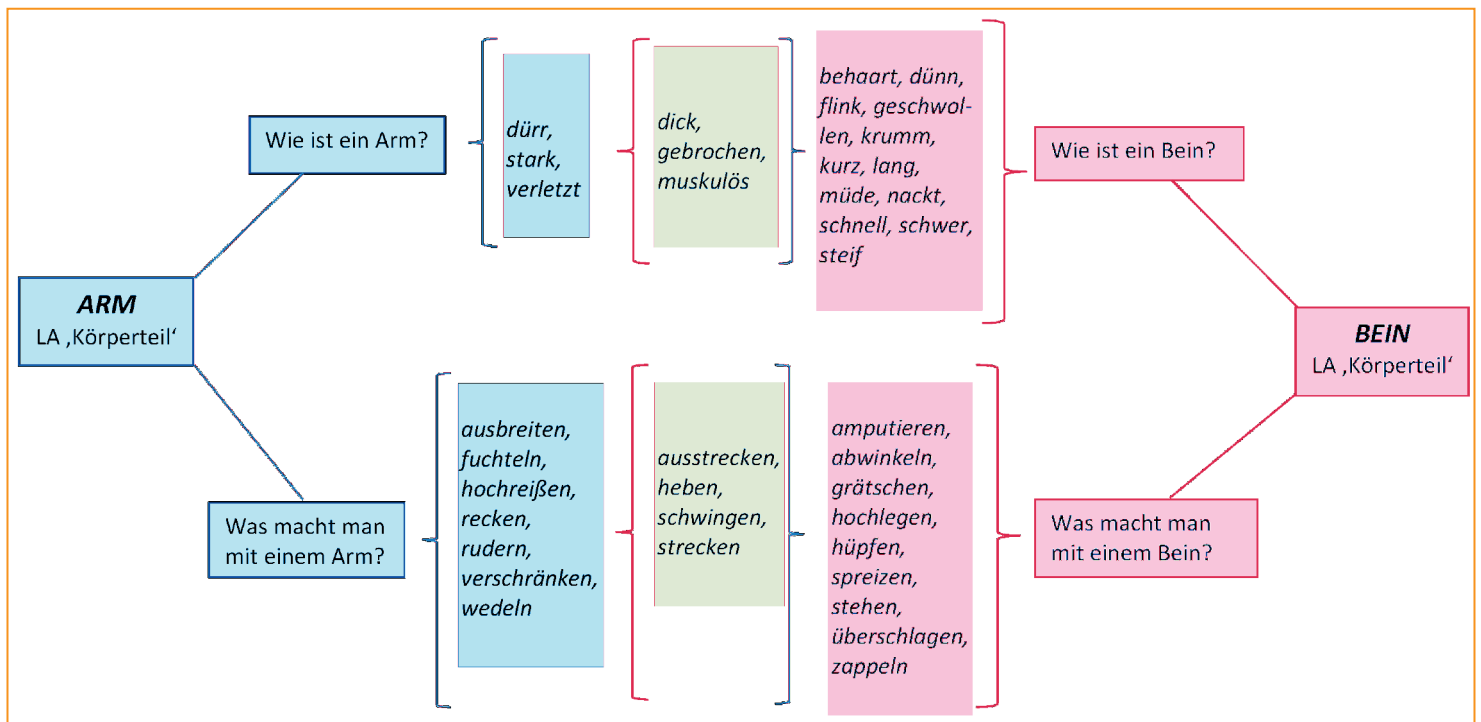 Wie ist ein Arm?
dürr,
stark,
verletzt
dick,
gebrochen,
muskulös
behaart, dünn,
flink, geschwol-
len, krumm,
kurz, lang,
müde, nackt,
schnell, schwer,
steif
Wie ist ein Bein?
ARM
LA ‚Körperteil‘
BEIN
LA ‚Körperteil‘
Was macht man
mit einem Arm?
ausbreiten,
fuchteln,
hochreißen,
recken,
rudern,
verschränken,
wedeln
ausstrecken,
heben,
schwingen,
strecken
amputieren,
abwinkeln,
grätschen,
hochlegen,
hüpfen,
spreizen,
stehen,
überschlagen,
zappeln
Was macht man
mit einem Bein?